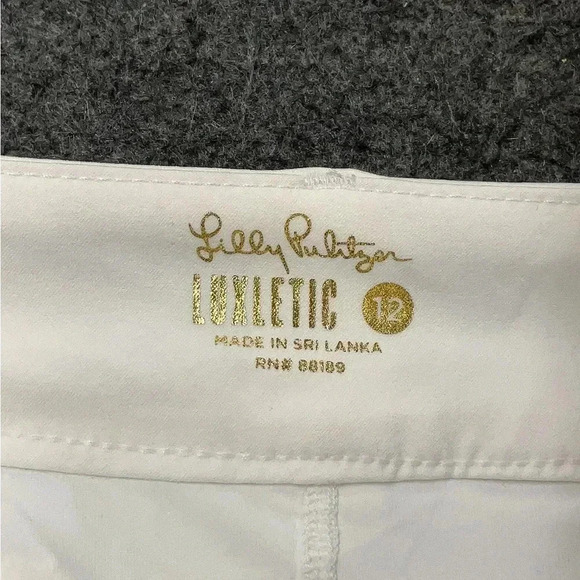 Lilly Pulitzer
LUXLETIC 12
MADE IN SRI LANKA
RN# 88189